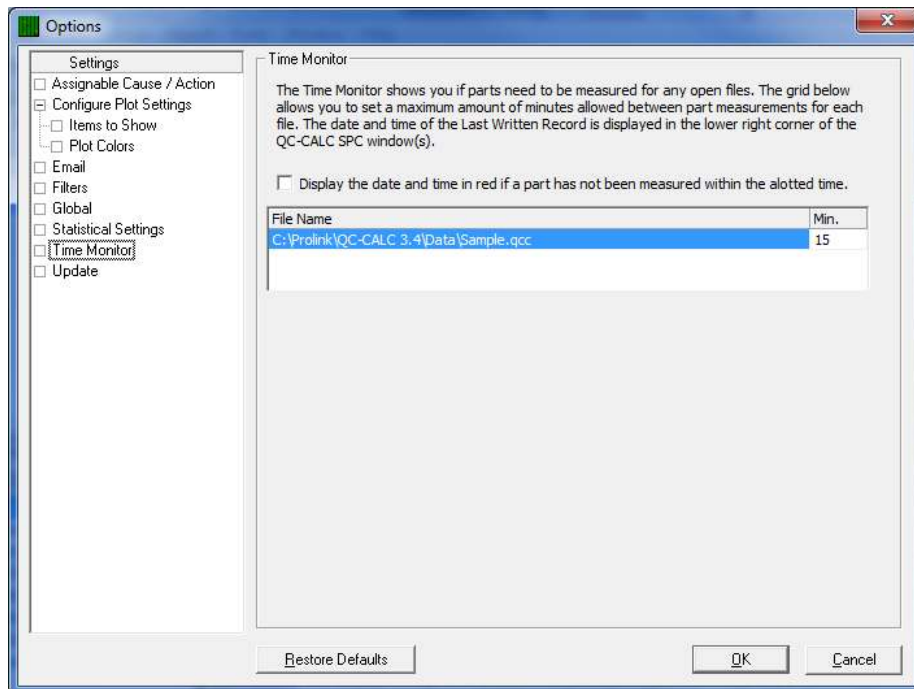 Options
Settings
Assignable Cause / Action
Configure Plot Settings
Items to Show
Plot Colors
Email
Filters
Global
Statistical Settings
Time Monitor
Update
Time Monitor
The Time Monitor shows you if parts need to be measured for any open files. The grid below
allows you to set a maximum amount of minutes allowed between part measurements for each
file. The date and time of the Last Written Record is displayed in the lower right corner of the
QC-CALC SPC window(s).
Display the date and time in red if a part has not been measured within the alotted time.
File Name Min.
C:\Prolink\QC-CALC 3.4\Data\Sample.qcc 15
Restore Defaults OK Cancel